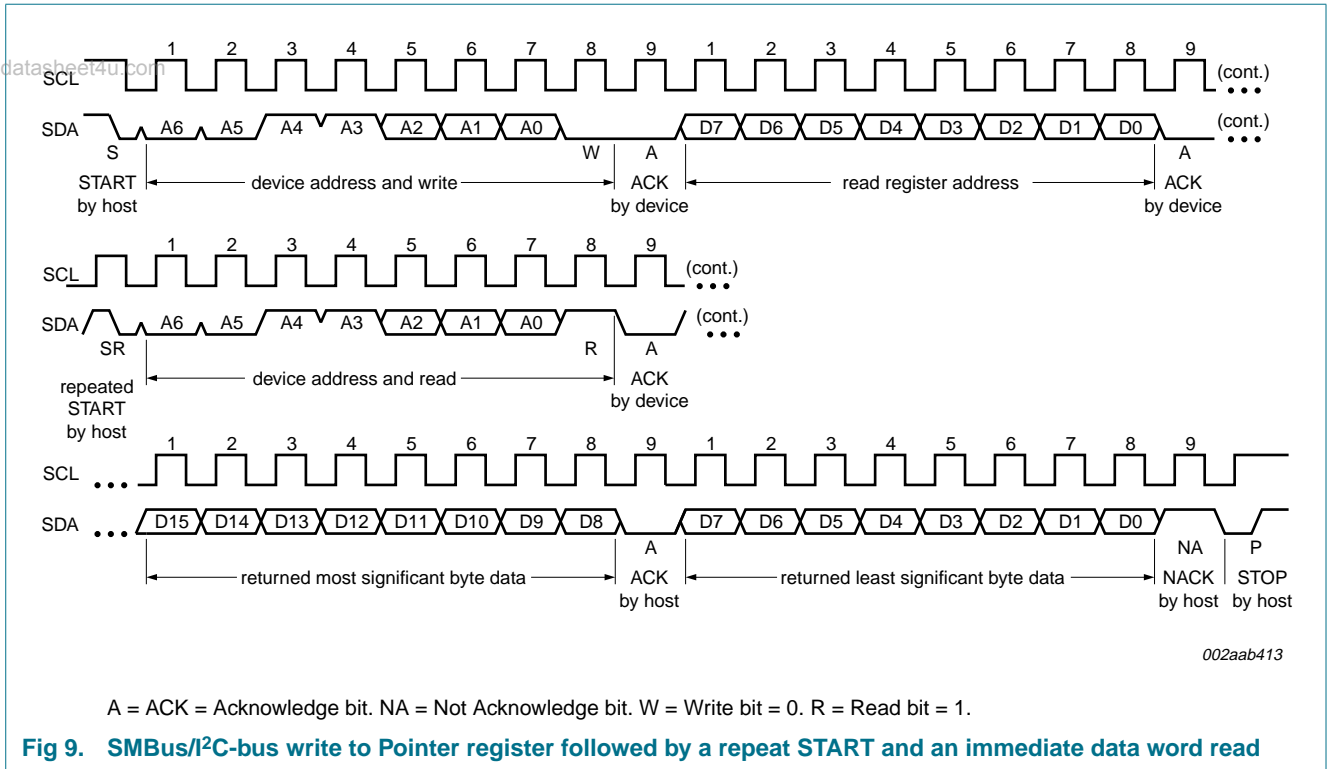 1 2 3 4 5 6 7 8 9 1 2 3 4 5 6 7 8 9
datasheet4u.com
SCL (cont.)
SDA A6 A5 A4 A3 A2 A1 A0 D7 D6 D5 D4 D3 D2 D1 D0 (cont.)
S W A A
START device address and write ACK read register address ACK
by host by device by device
1 2 3 4 5 6 7 8 9
SCL (cont.)
SDA A6 A5 A4 A3 A2 A1 A0 (cont.)
SR R A
repeated device address and read ACK
START by device
by host
1 2 3 4 5 6 7 8 9 1 2 3 4 5 6 7 8 9
SCL
SDA D15 D14 D13 D12 D11 D10 D9 D8 D7 D6 D5 D4 D3 D2 D1 D0
A NA P
returned most significant byte data ACK returned least significant byte data NACK STOP
by host by host by host
002aab413
A = ACK = Acknowledge bit. NA = Not Acknowledge bit. W = Write bit = 0. R = Read bit = 1.
Fig 9. SMBus/I²C-bus write to Pointer register followed by a repeat START and an immediate data word read